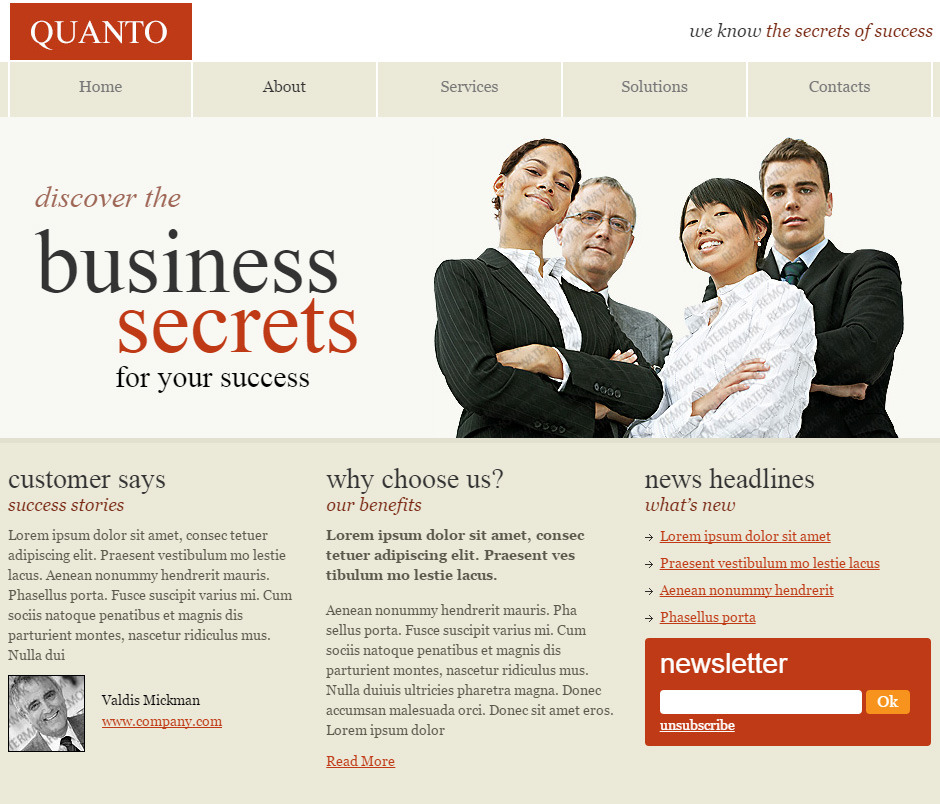 QUANTO
we know the secrets of success
Home
About
Services
Solutions
Contacts
discover the
business
secrets
for your success
customer says
success stories
Lorem ipsum dolor sit amet, consec tetuer
adipiscing elit. Praesent vestibulum mo lestie
lacus. Aenean nonummy hendrerit mauris.
Phasellus porta. Fusce suscipit varius mi. Cum
sociis natoque penatibus et magnis dis
parturient montes, nascetur ridiculus mus.
Nulla dui
Valdis Mickman
www.company.com
why choose us?
our benefits
Lorem ipsum dolor sit amet, consec
tetuer adipiscing elit. Praesent ves
tibulum mo lestie lacus.
Aenean nonummy hendrerit mauris. Pha
sellus porta. Fusce suscipit varius mi. Cum
sociis natoque penatibus et magnis dis
parturient montes, nascetur ridiculus mus.
Nulla duiuis ultricies pharetra magna. Donec
accumsan malesuada orci. Donec sit amet eros.
Lorem ipsum dolor
Read More
news headlines
what's new
Lorem ipsum dolor sit amet
Praesent vestibulum mo lestie lacus
Aenean nonummy hendrerit
Phasellus porta
newsletter
Ok
unsubscribe